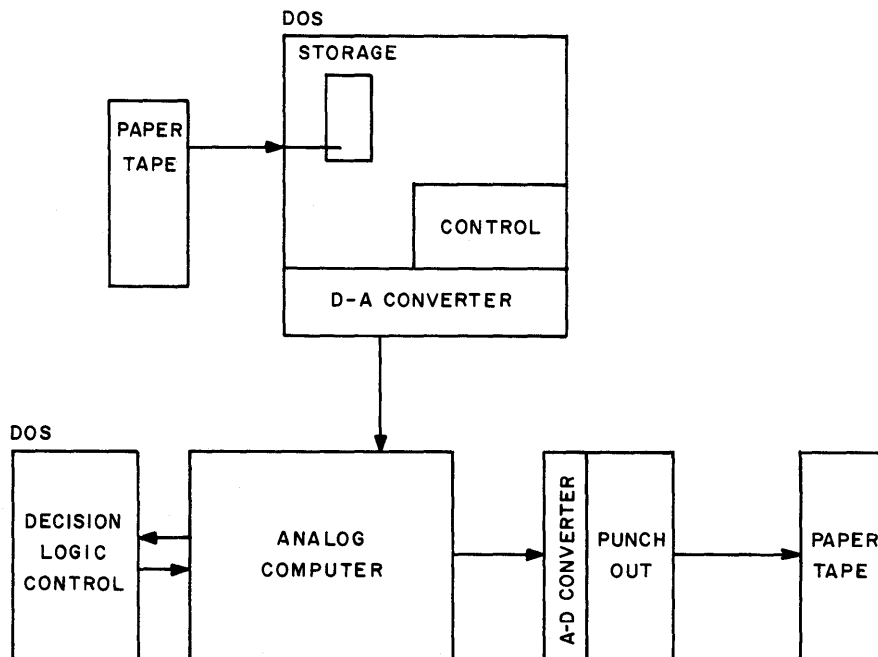 DOS
STORAGE
PAPER
TAPE
CONTROL
D-A CONVERTER
DOS
DECISION
LOGIC
CONTROL
ANALOG
COMPUTER
A-D CONVERTER
PUNCH
OUT
PAPER
TAPE